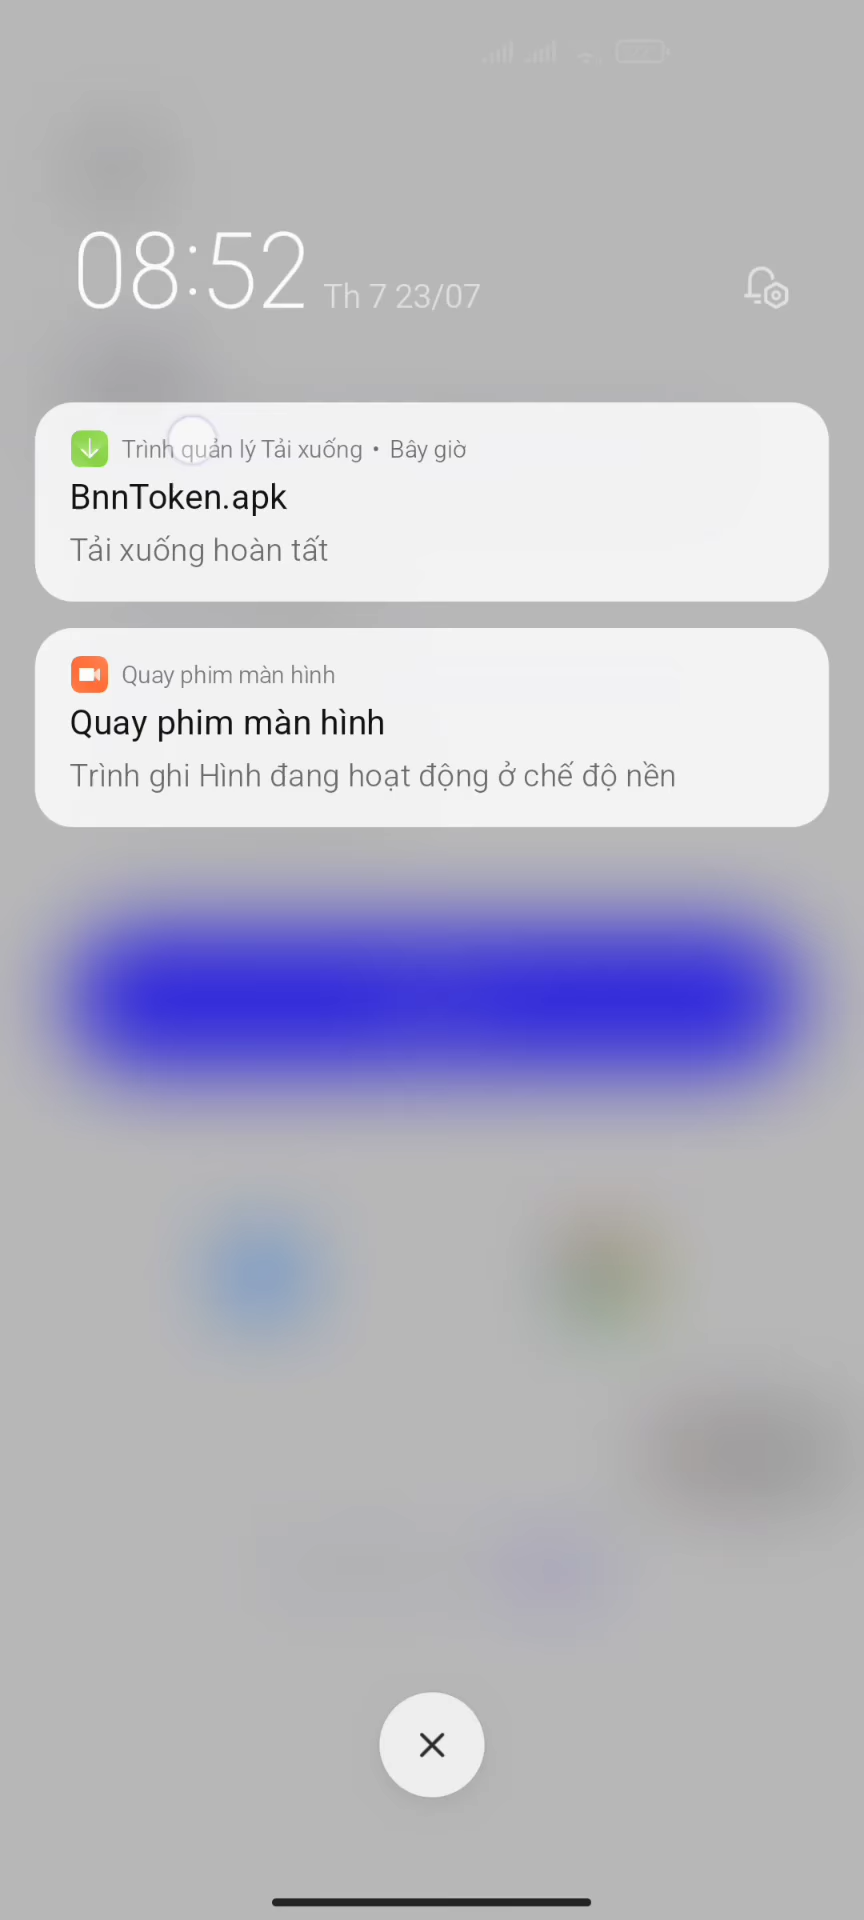 08:52 Th 7 23/07
Trình quản lý Tải xuống • Bây giờ
BnnToken.apk
Tải xuống hoàn tất
Quay phim màn hình
Quay phim màn hình
Trình ghi Hình đang hoạt động ở chế độ nền